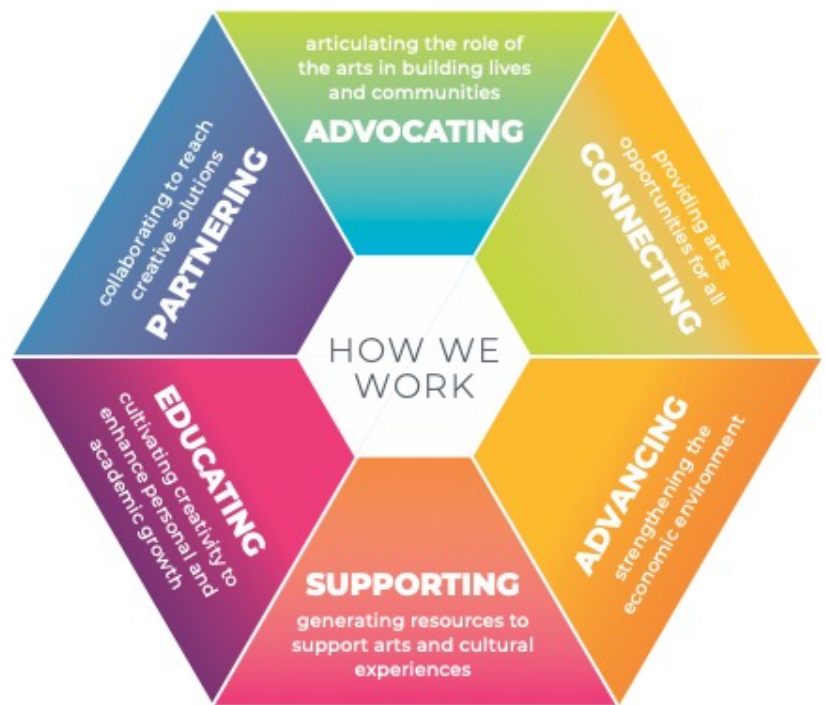 articulating the role of
the arts in building lives
and communities
ADVOCATING
CONNECTING
providing arts
opportunities for all
ADVANCING
strengthening the
economic environment
SUPPORTING
generating resources to
support arts and cultural
experiences
EDUCATING
cultivating creativity to
enhance personal and
academic growth
collaborating to reach
creative solutions
PARTNERING
HOW WE
WORK